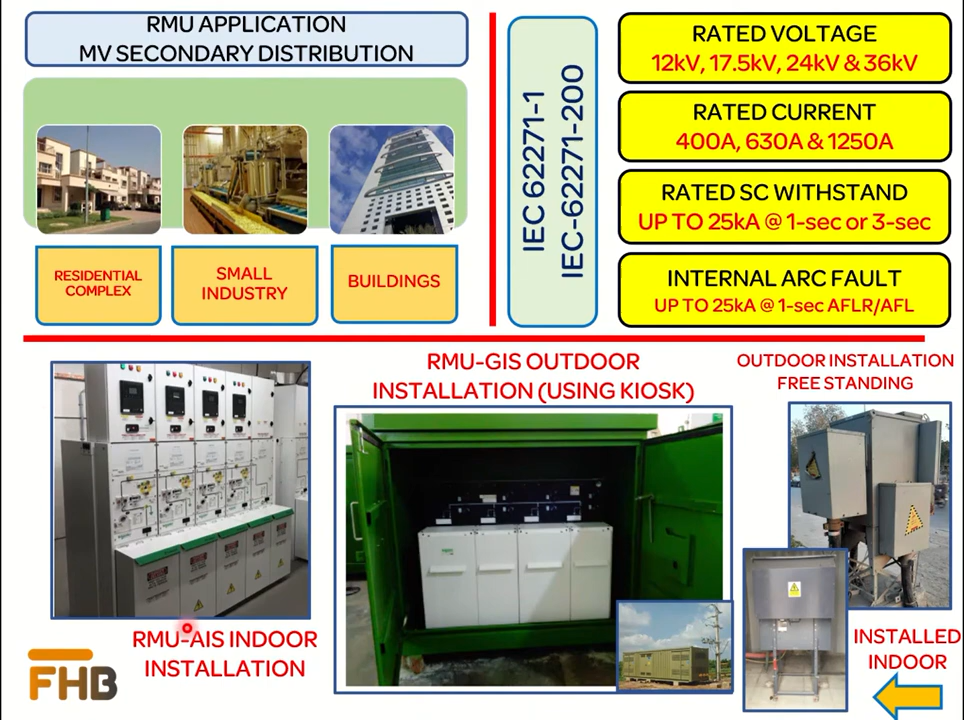 RMU APPLICATION
MV SECONDARY DISTRIBUTION
RESIDENTIAL
COMPLEX
SMALL
INDUSTRY
BUILDINGS
IEC 62271-1
IEC-62271-200
RATED VOLTAGE
12kV, 17.5kV, 24kV & 36kV
RATED CURRENT
400A, 630A & 1250A
RATED SC WITHSTAND
UP TO 25kA @ 1-sec or 3-sec
INTERNAL ARC FAULT
UP TO 25kA @ 1-sec AFLR/AFL
RMU-AIS INDOOR
INSTALLATION
RMU-GIS OUTDOOR
INSTALLATION (USING KIOSK)
OUTDOOR INSTALLATION
FREE STANDING
INSTALLED
INDOOR
FHB